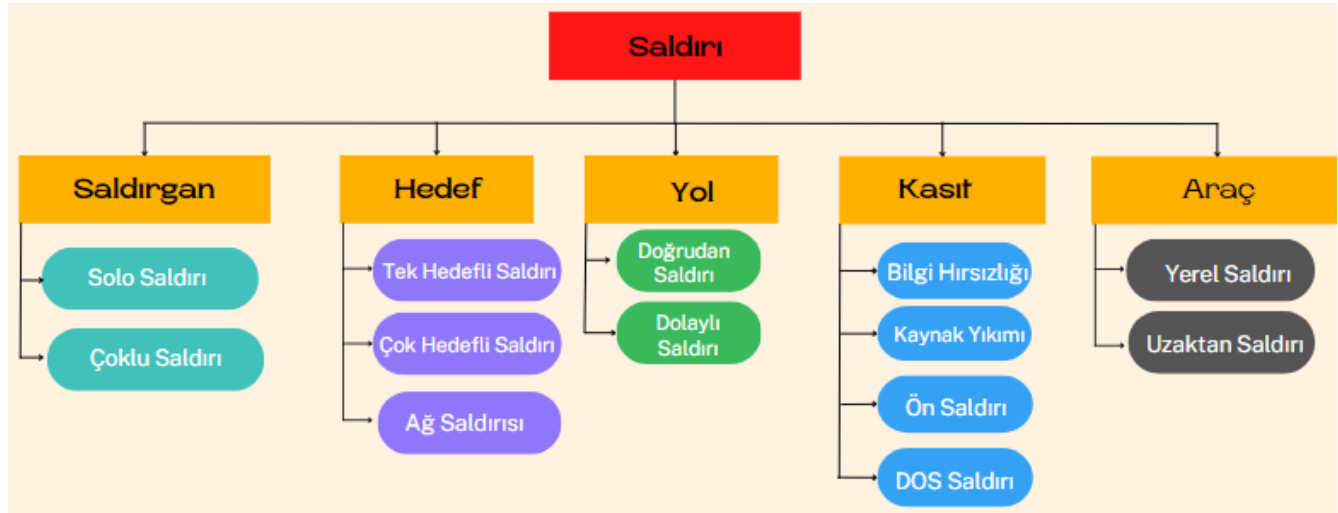 Saldırı
Saldırgan
Solo Saldırı
Çoklu Saldırı
Hedef
Tek Hedefli Saldırı
Çok Hedefli Saldırı
Ağ Saldırısı
Yol
Doğrudan
Saldırı
Dolaylı
Saldırı
Kasıt
Bilgi Hırsızlığı
Kaynak Yıkımı
Ön Saldırı
DOS Saldırı
Araç
Yerel Saldırı
Uzaktan Saldırı